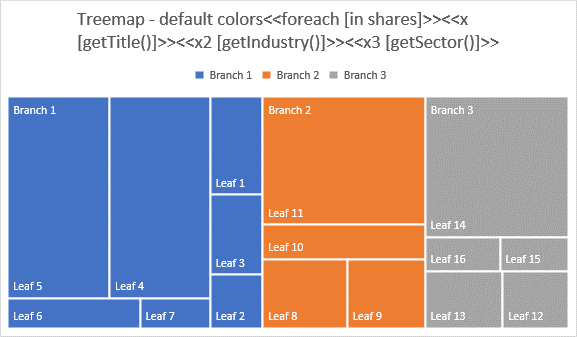 Treemap - default colors<<foreach [in shares]>><<x
[getTitle()]>><<x2 [getIndustry()]>><<x3 [getSector()]>>
Branch 1 Branch 2 Branch 3
Branch 1
Leaf 5
Leaf 4
Leaf 1
Leaf 3
Leaf 6
Leaf 7
Leaf 2
Branch 2
Leaf 11
Leaf 10
Leaf 8
Leaf 9
Branch 3
Leaf 14
Leaf 16
Leaf 15
Leaf 13
Leaf 12